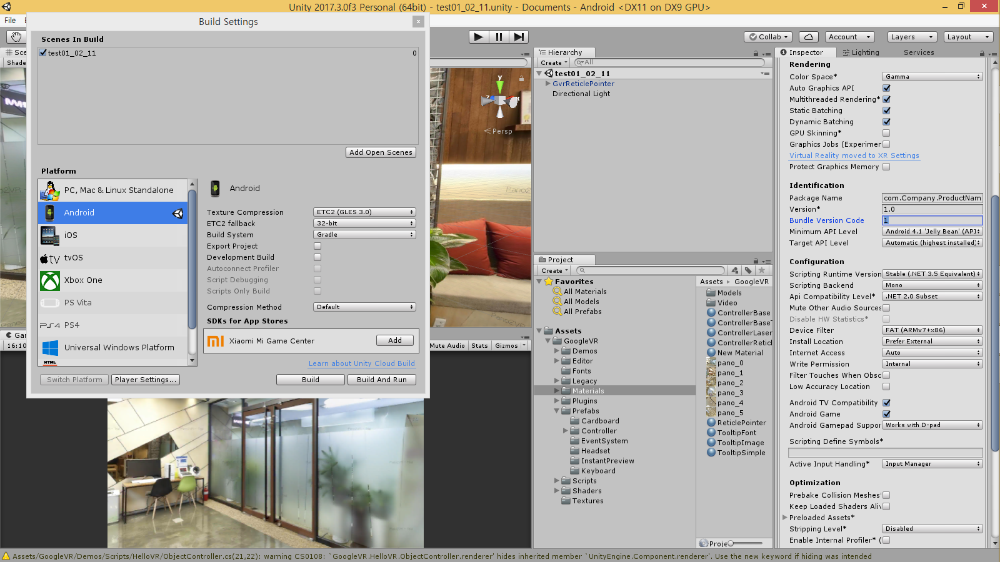 Unity 2017.3.0f3 Personal (64bit) - test01_02_11.unity - Documents - Android <DX11 on DX9 GPU>
File
Build Settings
Scenes In Build
test01_02_11
0
Add Open Scenes
Platform
PC, Mac & Linux Standalone
Android
iOS
tvOS
Xbox One
PS Vita
PS4
Universal Windows Platform
HTML
Switch Platform
Player Settings...
Android
Texture Compression
ETC2 (GLES 3.0)
ETC2 fallback
32-bit
Build System
Gradle
Export Project
Development Build
Autoconnect Profiler
Script Debugging
Scripts Only Build
Compression Method
Default
SDKs for App Stores
Xiaomi Mi Game Center
Add
Learn about Unity Cloud Build
Build
Build And Run
Collab
Account
Layers
Layout
Sce
Shade
y
z
x
Persp
Pano2V
Gar
16:10
Mute Audio
Stats
Gizmos
Hierarchy
Create
All
test01_02_11
GvrReticlePointer
Directional Light
Project
Create
Favorites
All Materials
All Models
All Prefabs
Assets
GoogleVR
Demos
Editor
Fonts
Legacy
Materials
Plugins
Prefabs
Cardboard
Controller
EventSystem
Headset
InstantPreview
Keyboard
Scripts
Shaders
Textures
Assets
GoogleVR
Models
Video
ControllerBase
ControllerBaseT
ControllerLaser
ControllerReticl
New Material
pano_0
pano_1
pano_2
pano_3
pano_4
pano_5
ReticlePointer
TooltipFont
TooltipImage
TooltipSimple
Proje
Inspector
Lighting
Services
Rendering
Color Space*
Gamma
Auto Graphics API
Multithreaded Rendering*
Static Batching
Dynamic Batching
GPU Skinning*
Graphics Jobs (Experimer
Virtual Reality moved to XR Settings
Protect Graphics Memory
Identification
Package Name
com.Company.ProductNam
Version*
1.0
Bundle Version Code
1
Minimum API Level
Android 4.1 'Jelly Bean' (API
Target API Level
Automatic (highest installed)
Configuration
Scripting Runtime Version
Stable (.NET 3.5 Equivalent)
Scripting Backend
Mono
Api Compatibility Level*
.NET 2.0 Subset
Mute Other Audio Sources
Disable HW Statistics*
Device Filter
FAT (ARMv7+x86)
Install Location
Prefer External
Internet Access
Auto
Write Permission
Internal
Filter Touches When Obsc
Low Accuracy Location
Android TV Compatibility
Android Game
Android Gamepad Suppor
Works with D-pad
Scripting Define Symbols*
Active Input Handling*
Input Manager
Optimization
Prebake Collision Meshes*
Keep Loaded Shaders Aliv
Preloaded Assets*
Stripping Level*
Disabled
Enable Internal Profiler* (
Assets/GoogleVR/Demos/Scripts/HelloVR/ObjectController.cs(21,22): warning CS0108: `GoogleVR.HelloVR.ObjectController.renderer' hides inherited member `UnityEngine.Component.renderer'. Use the new keyword if hiding was intended